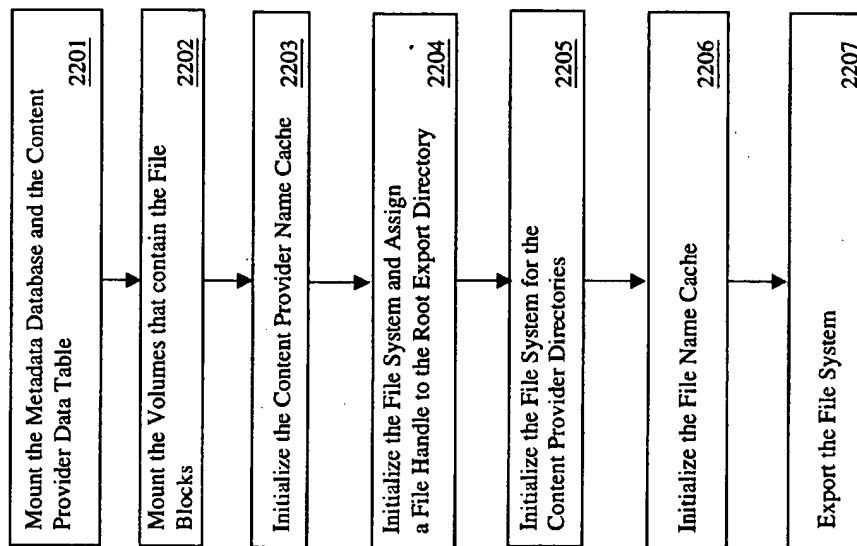 Mount the Metadata Database and the Content
Provider Data Table
2201
Mount the Volumes that contain the File
Blocks
2202
Initialize the Content Provider Name Cache
2203
Initialize the File System and Assign
a File Handle to the Root Export Directory
2204
Initialize the File System for the
Content Provider Directories
2205
Initialize the File Name Cache
2206
Export the File System
2207